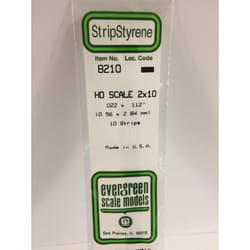 StripStyrene
Item No. Loc. Code
8210
HO SCALE 2x10
.022 x .112"
(0.56 x 2.84 mm)
10 Strips
Made in U.S.A.
evergreen
scale models
Des Plaines, IL 60018